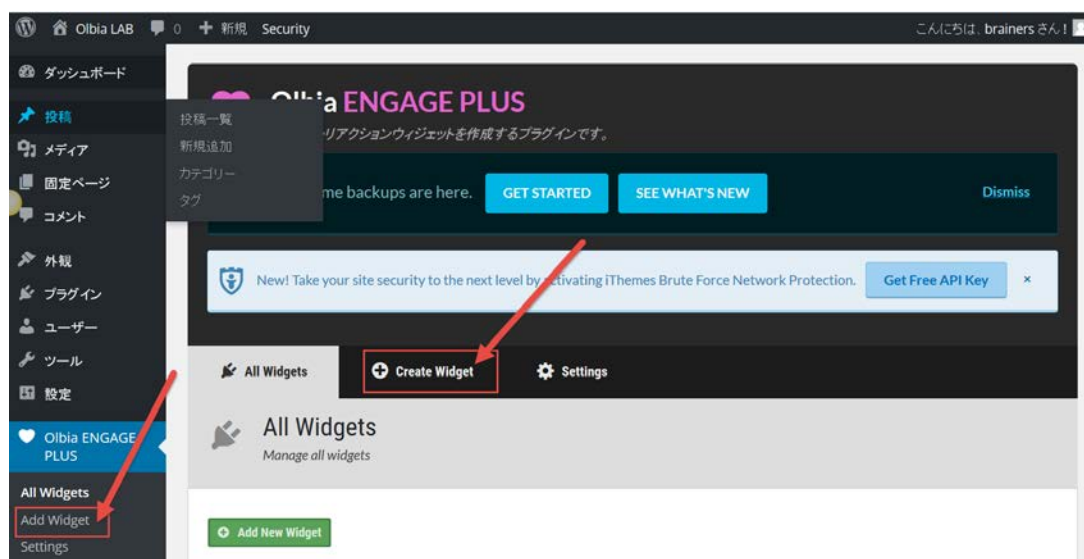 Olbia LAB 0 新規 Security こんにちは、brainers さん!
ダッシュボード
投稿
投稿一覧
新規追加
カテゴリー
タグ
メディア
固定ページ
コメント
外観
プラグイン
ユーザー
ツール
設定
Olbia ENGAGE
PLUS
All Widgets
Add Widget
Settings
Olbia ENGAGE PLUS
リアクションウィジェットを作成するプラグインです。
me backups are here. GET STARTED SEE WHAT'S NEW Dismiss
New! Take your site security to the next level by activating iThemes Brute Force Network Protection. Get Free API Key ×
All Widgets Create Widget Settings
All Widgets
Manage all widgets
Add New Widget